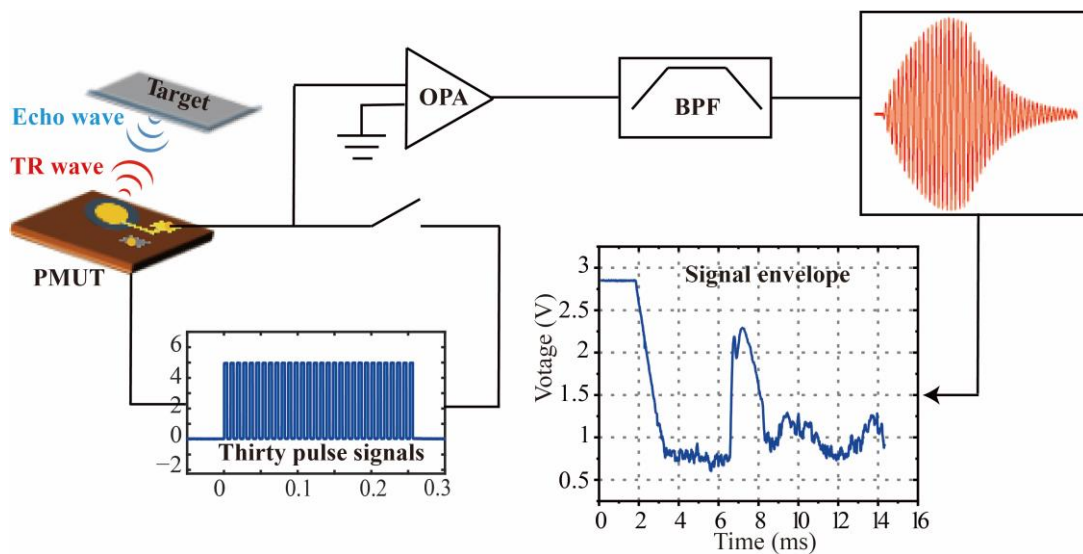 Target
Echo wave
TR wave
PMUT
OPA
BPF
6
4
2
0
−2
Thirty pulse signals
0 0.1 0.2 0.3
Signal envelope
3
2.5
2
1.5
1
0.5
Votage (V)
0 2 4 6 8 10 12 14 16
Time (ms)